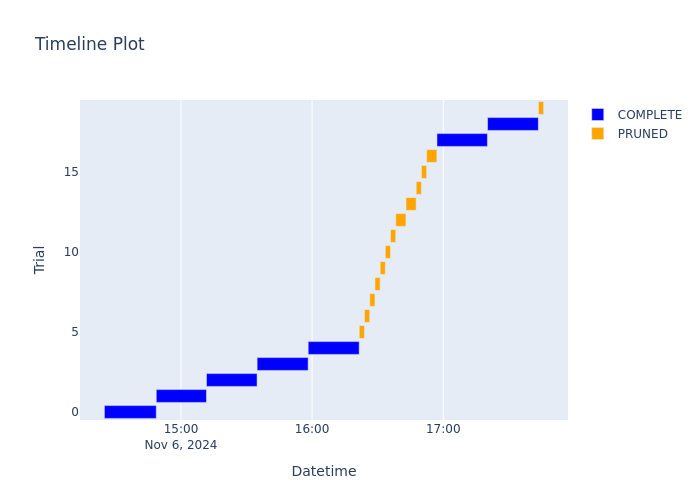 Timeline Plot
COMPLETE
PRUNED
15
10
5
0
Trial
15:00
16:00
17:00
Nov 6, 2024
Datetime